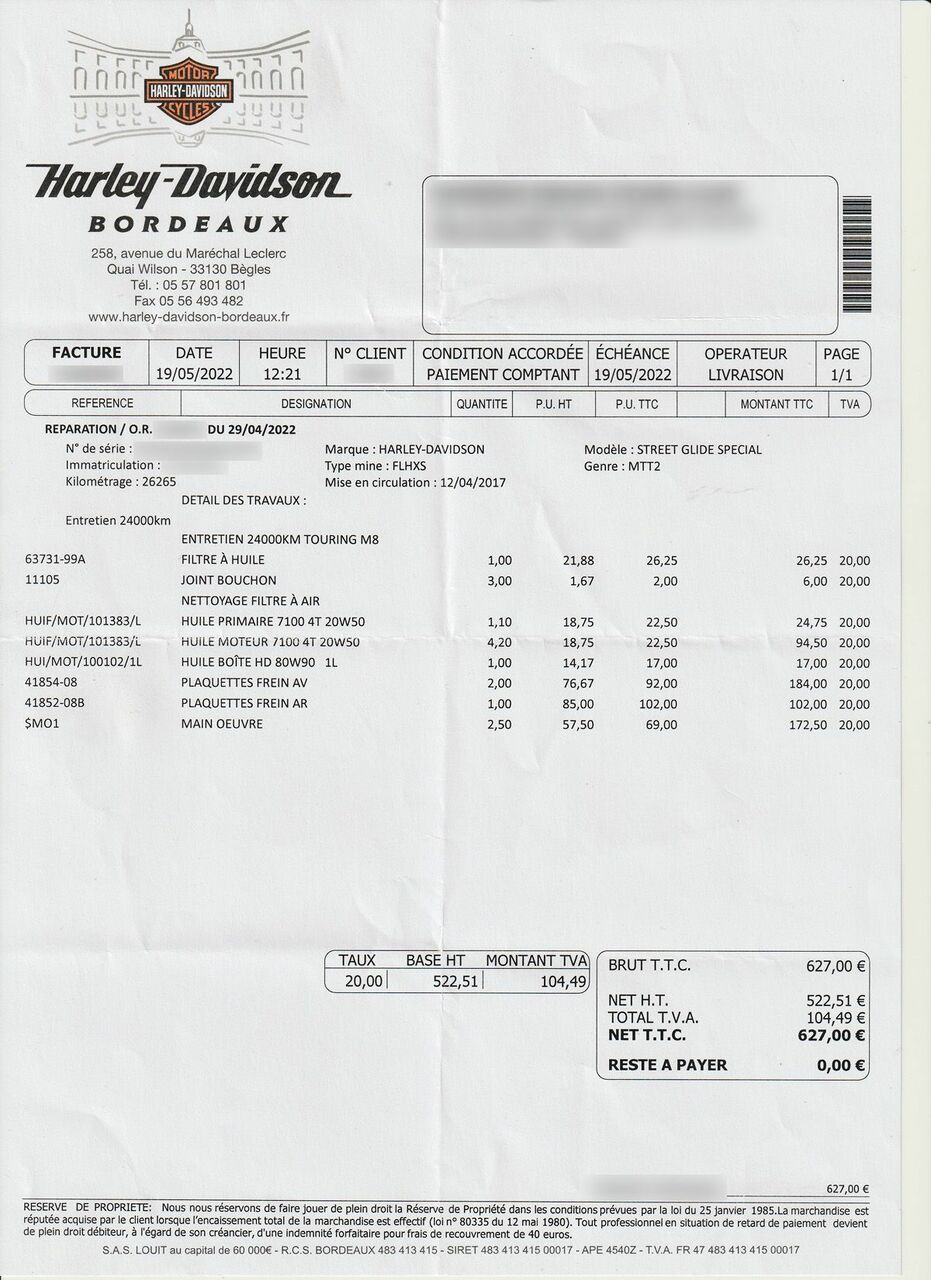 MOTOR
HARLEY-DAVIDSON
CYCLES
Harley-Davidson
BORDEAUX
258, avenue du Maréchal Leclerc
Quai Wilson - 33130 Bègles
Tél. : 05 57 801 801
Fax 05 56 493 482
www.harley-davidson-bordeaux.fr
FACTURE DATE HEURE N° CLIENT CONDITION ACCORDÉE ÉCHÉANCE OPERATEUR PAGE
19/05/2022 12:21 PAIEMENT COMPTANT 19/05/2022 LIVRAISON 1/1
REFERENCE DESIGNATION QUANTITE P.U. HT P.U. TTC MONTANT TTC TVA
REPARATION / O.R. DU 29/04/2022
N° de série : Marque : HARLEY-DAVIDSON Modèle : STREET GLIDE SPECIAL
Immatriculation : Type mine : FLHXS Genre : MTT2
Kilométrage : 26265 Mise en circulation : 12/04/2017
DETAIL DES TRAVAUX :
Entretien 24000km
ENTRETIEN 24000KM TOURING M8
63731-99A FILTRE À HUILE 1,00 21,88 26,25 26,25 20,00
11105 JOINT BOUCHON 3,00 1,67 2,00 6,00 20,00
NETTOYAGE FILTRE À AIR
HUIF/MOT/101383/L HUILE PRIMAIRE 7100 4T 20W50 1,10 18,75 22,50 24,75 20,00
HUIF/MOT/101383/L HUILE MOTEUR 7100 4T 20W50 4,20 18,75 22,50 94,50 20,00
HUI/MOT/100102/1L HUILE BOÎTE HD 80W90 1L 1,00 14,17 17,00 17,00 20,00
41854-08 PLAQUETTES FREIN AV 2,00 76,67 92,00 184,00 20,00
41852-08B PLAQUETTES FREIN AR 1,00 85,00 102,00 102,00 20,00
$MO1 MAIN OEUVRE 2,50 57,50 69,00 172,50 20,00
TAUX BASE HT MONTANT TVA
20,00 522,51 104,49
BRUT T.T.C. 627,00 €
NET H.T. 522,51 €
TOTAL T.V.A. 104,49 €
NET T.T.C. 627,00 €
RESTE A PAYER 0,00 €
627,00 €
RESERVE DE PROPRIETE: Nous nous réservons de faire jouer de plein droit la Réserve de Propriété dans les conditions prévues par la loi du 25 janvier 1985.La marchandise est
réputée acquise par le client lorsque l'encaissement total de la marchandise est effectif (loi n° 80335 du 12 mai 1980). Tout professionnel en situation de retard de paiement devient
de plein droit débiteur, à l'égard de son créancier, d'une indemnité forfaitaire pour frais de recouvrement de 40 euros.
S.A.S. LOUIT au capital de 60 000€ - R.C.S. BORDEAUX 483 413 415 - SIRET 483 413 415 00017 - APE 4540Z - T.V.A. FR 47 483 413 415 00017